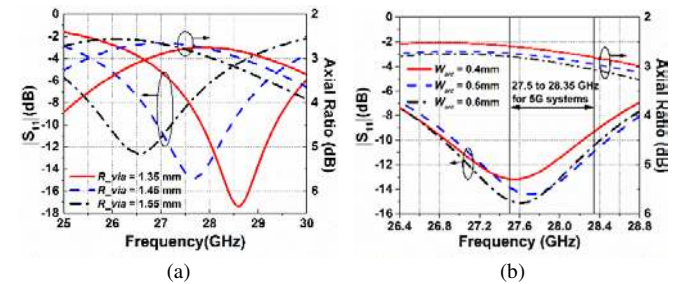 -2
-4
-6
-8
-10
-12
-14
-16
-18
|S₁₁|(dB)
2
3
4
5
6
Axial Ratio (dB)
R_via = 1.35 mm
R_via = 1.45 mm
R_via = 1.55 mm
25 26 27 28 29 30
Frequency(GHz)
(a)
-4
-6
-8
-10
-12
-14
-16
|S₁₁|(dB)
2
3
4
5
6
Axial Ratio (dB)
= 0.4mm
= 0.5mm
= 0.6mm
27.5 to 28.35 GHz
for 5G systems
26.4 26.8 27.2 27.6 28.0 28.4 28.8
Frequency (GHz)
(b)